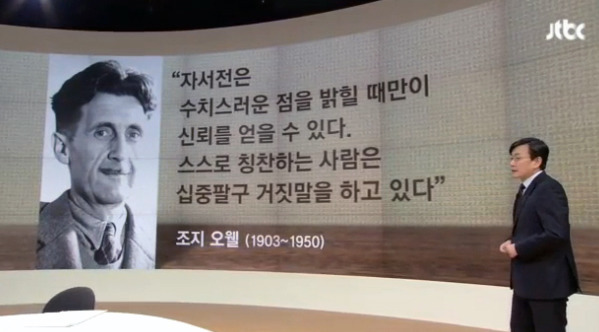 jtbc
“자서전은
수치스러운 점을 밝힐 때만이
신뢰를 얻을 수 있다.
스스로 칭찬하는 사람은
십중팔구 거짓말을 하고 있다”
조지 오웰 (1903~1950)